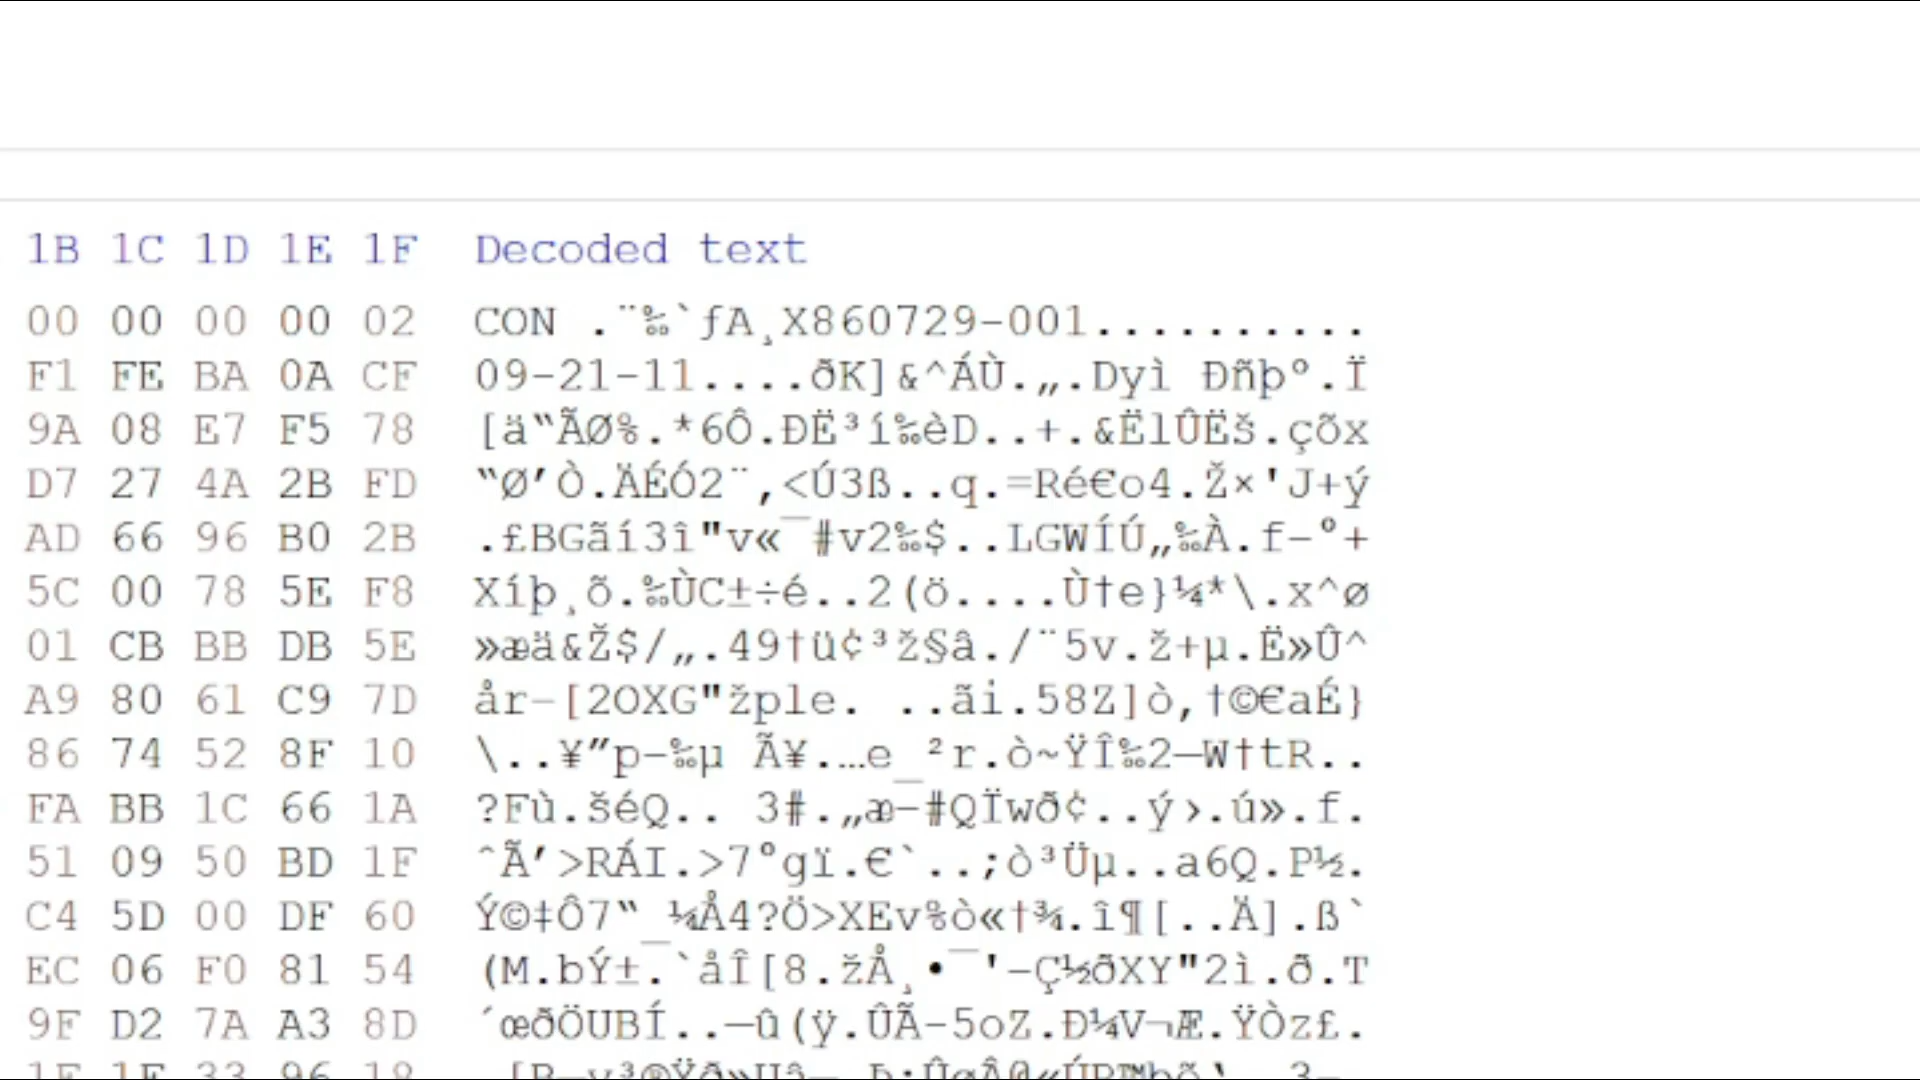 1B 1C 1D 1E 1F Decoded text
00 00 00 00 02 CON .¨‰`ƒA¸X860729-001..........
F1 FE BA 0A CF 09-21-11....ðK]&^ÁÙ.„.Dyì Ðñþº.Ï
9A 08 E7 F5 78 [ä“ÃØ%.*6Ô.ÐË³í‰èD..+.&ËlÛËš.çõx
D7 27 4A 2B FD “Ø’Ò.ÄÉÓ2¨‚<Ú3ß..q.=Ré€o4.Ž×'J+ý
AD 66 96 B0 2B .£BGãí3î"v«¯#v2‰$..LGWÍÚ„‰À.f–°+
5C 00 78 5E F8 Xíþ¸õ.‰ÙC±÷é..2(ö....Ù†e}¼*\.x^ø
01 CB BB DB 5E »æä&Ž$/„.49†ü¢³ž§â./¨5v.ž+µ.Ë»Û^
A9 80 61 C9 7D år–[2OXG"žple. ..ãi.58Z]ò‚†©€aÉ}
86 74 52 8F 10 \..¥”p–‰µ Ã¥.…e_²r.ò~ŸÎ‰2—W†tR..
FA BB 1C 66 1A ?Fù.šéQ.. 3#.„æ–#QÏwð¢..ý›.ú».f.
51 09 50 BD 1F ˆÃ’>RÁI.>7°gï.€`..;ò³Üµ..a6Q.P½.
C4 5D 00 DF 60 Ý©‡Ô7“ ¼Å4?Ö>XEv%ò«†¾.î¶[..Ä].ß`
EC 06 F0 81 54 (M.bÝ±.`åÎ[8.žÅ¸•¯'–Ç½ðXY"2ì.ð.T
9F D2 7A A3 8D ´œðÖUBÍ..—û(ÿ.ÛÃ–5oZ.Ð¼V¬Æ.ŸÒz£.